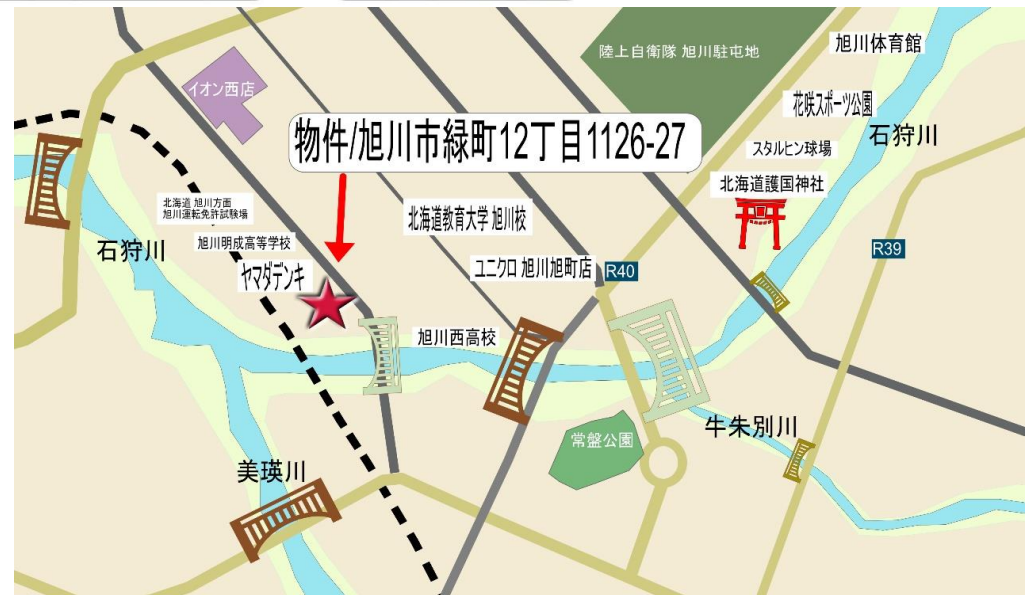 旭川体育館
陸上自衛隊 旭川駐屯地
イオン西店
花咲スポーツ公園
石狩川
物件/旭川市緑町12丁目1126-27
スタルヒン球場
北海道護国神社
北海道 旭川方面
旭川運転免許試験場
北海道教育大学 旭川校
旭川明成高等学校
石狩川
R39
ヤマダデンキ
ユニクロ 旭川旭町店
R40
旭川西高校
常盤公園
牛朱別川
美瑛川